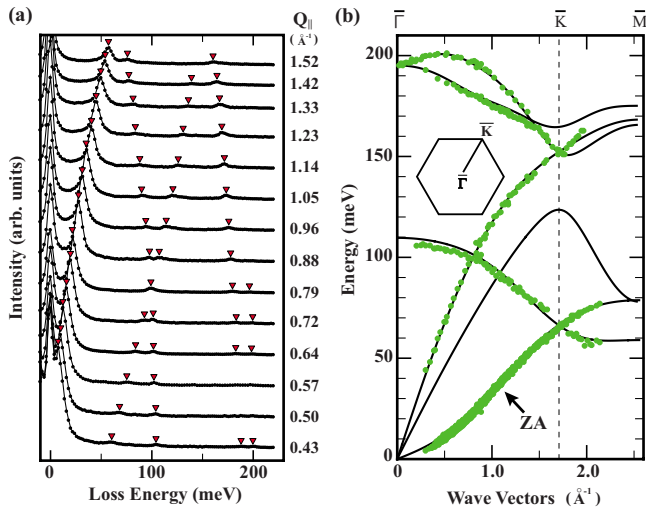 (a)
Q||
(Å-1)
1.52
1.42
1.33
1.23
1.14
1.05
0.96
0.88
0.79
0.72
0.64
0.57
0.50
0.43
Intensity (arb. units)
0 100 200
Loss Energy (meV)
(b)
Γ̅ K̅ M̅
200
150
100
50
0
Energy (meV)
K̅
Γ̅
ZA
0 1.0 2.0
Wave Vectors (Å-1)